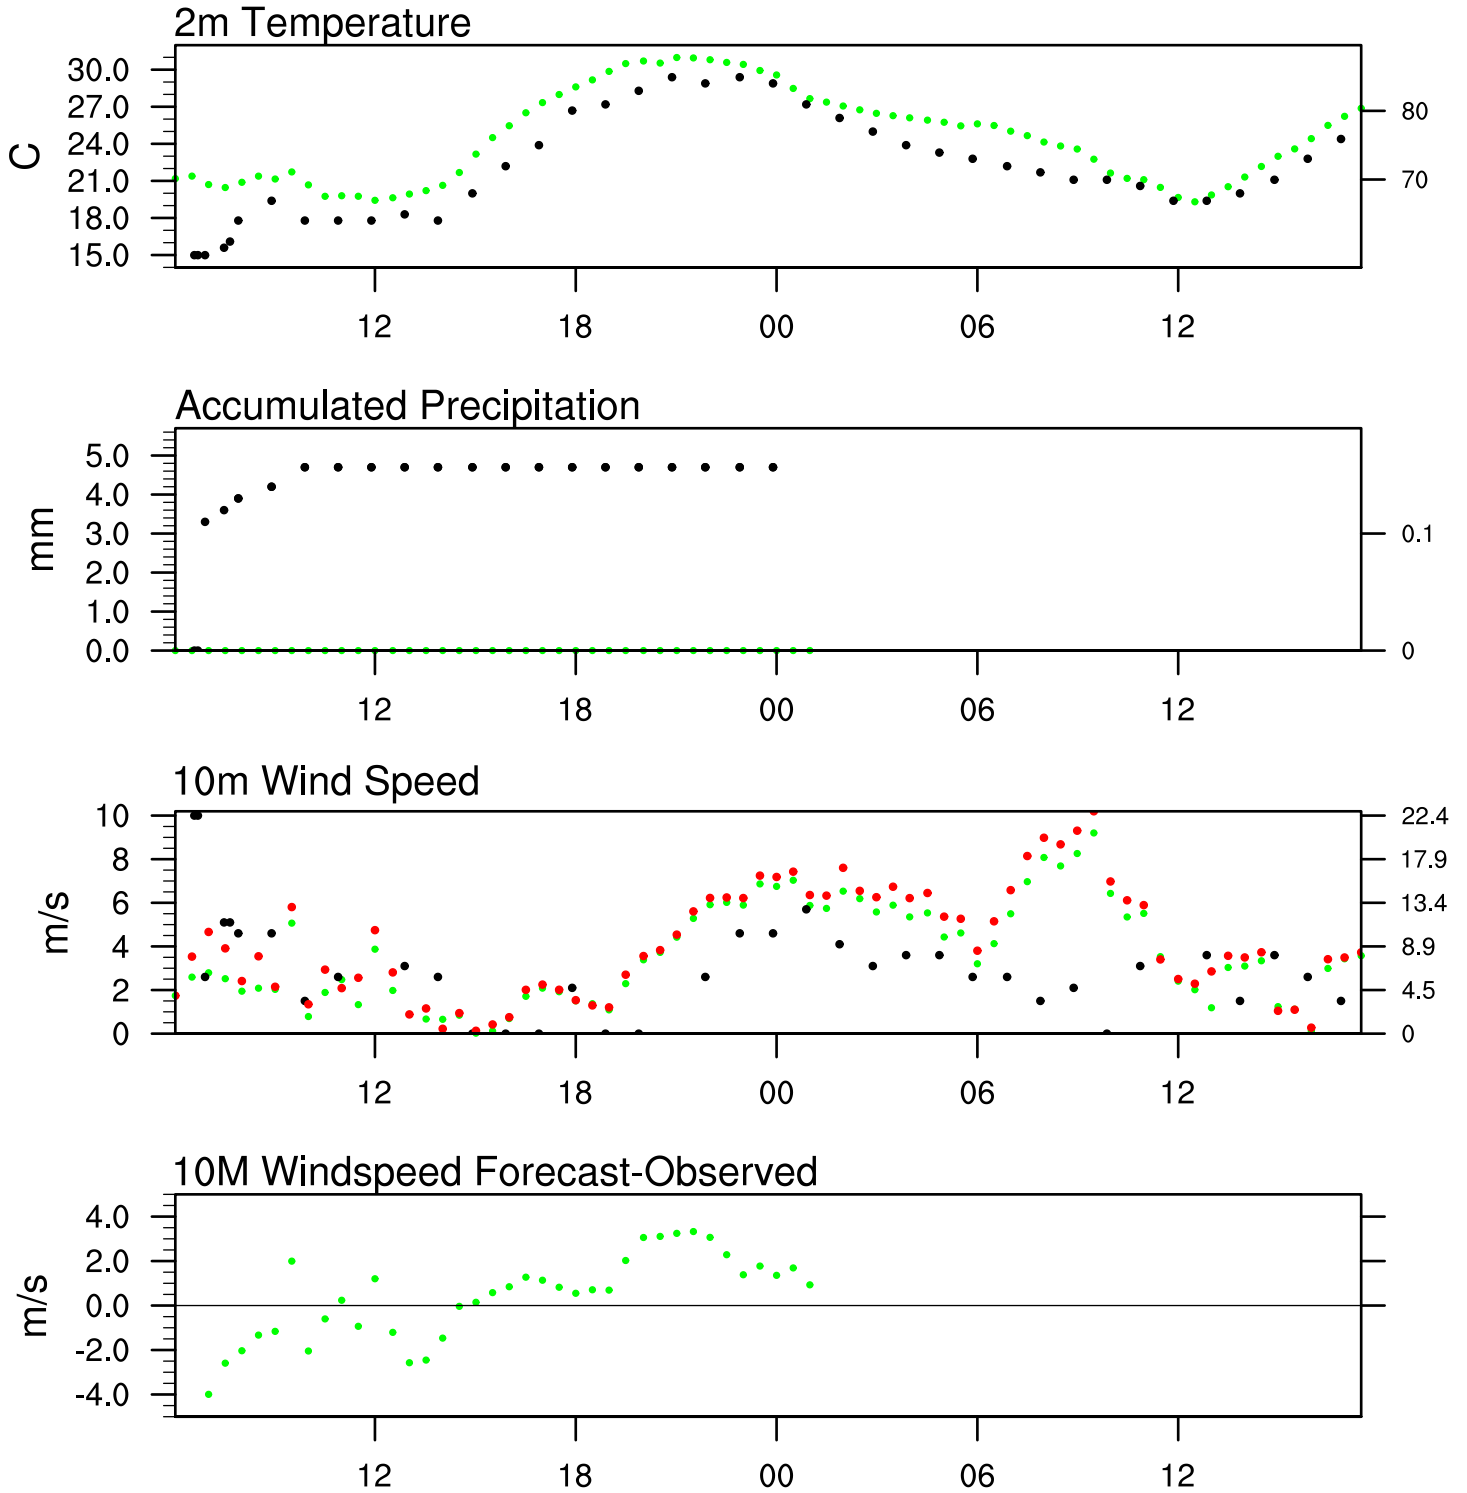 2m Temperature
30.0
27.0
24.0
21.0
18.0
15.0
C
80
70
12 18 00 06 12
Accumulated Precipitation
5.0
4.0
3.0
2.0
1.0
0.0
mm
0.1
0
12 18 00 06 12
10m Wind Speed
10
8
6
4
2
0
m/s
22.4
17.9
13.4
8.9
4.5
0
12 18 00 06 12
10M Windspeed Forecast-Observed
4.0
2.0
0.0
-2.0
-4.0
m/s
12 18 00 06 12